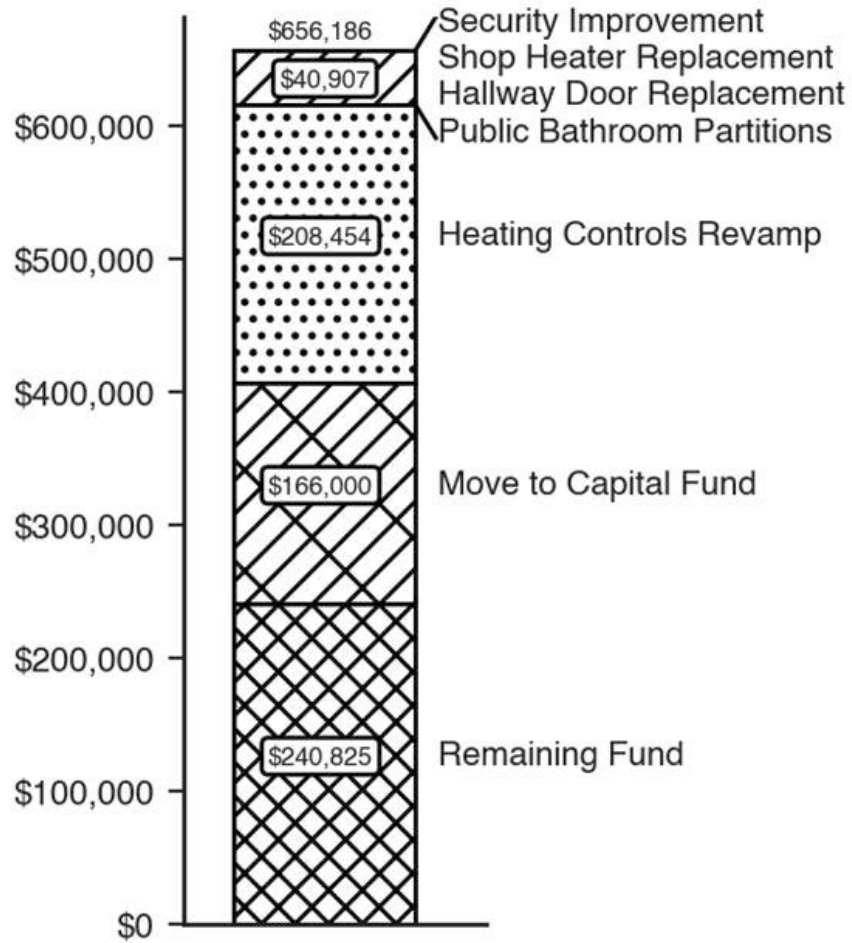 $656,186
Security Improvement
$40,907
Shop Heater Replacement
Hallway Door Replacement
$600,000
Public Bathroom Partitions
$208,454
Heating Controls Revamp
$500,000
$400,000
$166,000
Move to Capital Fund
$300,000
$200,000
$240,825
Remaining Fund
$100,000
$0